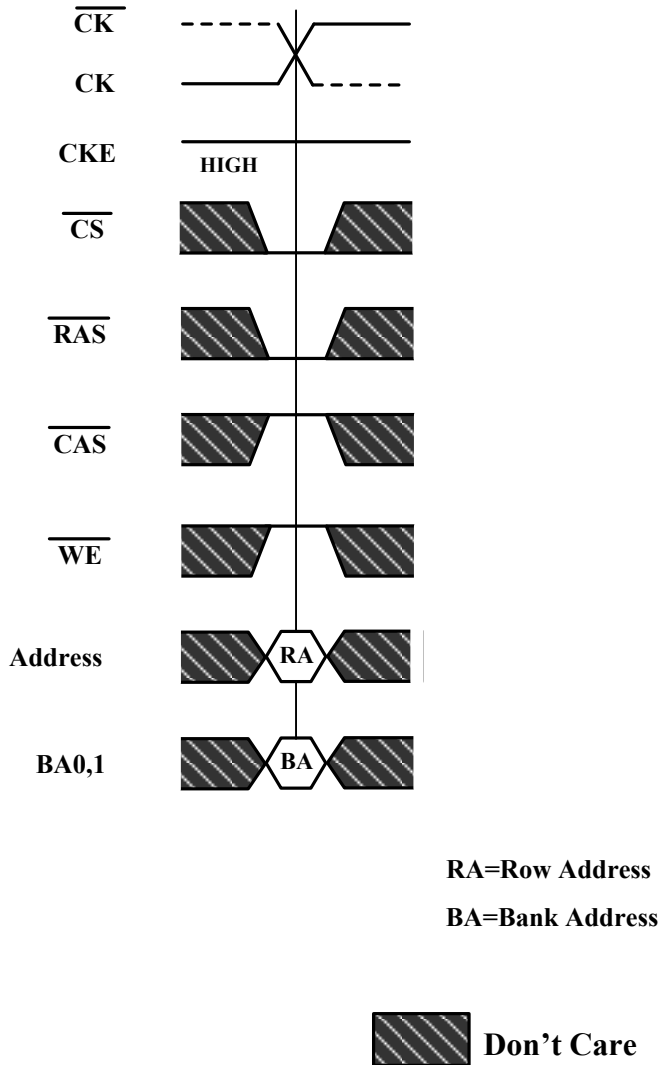 CK
CK
CKE
HIGH
CS
RAS
CAS
WE
Address
RA
BA0,1
BA
RA=Row Address
BA=Bank Address
Don't Care